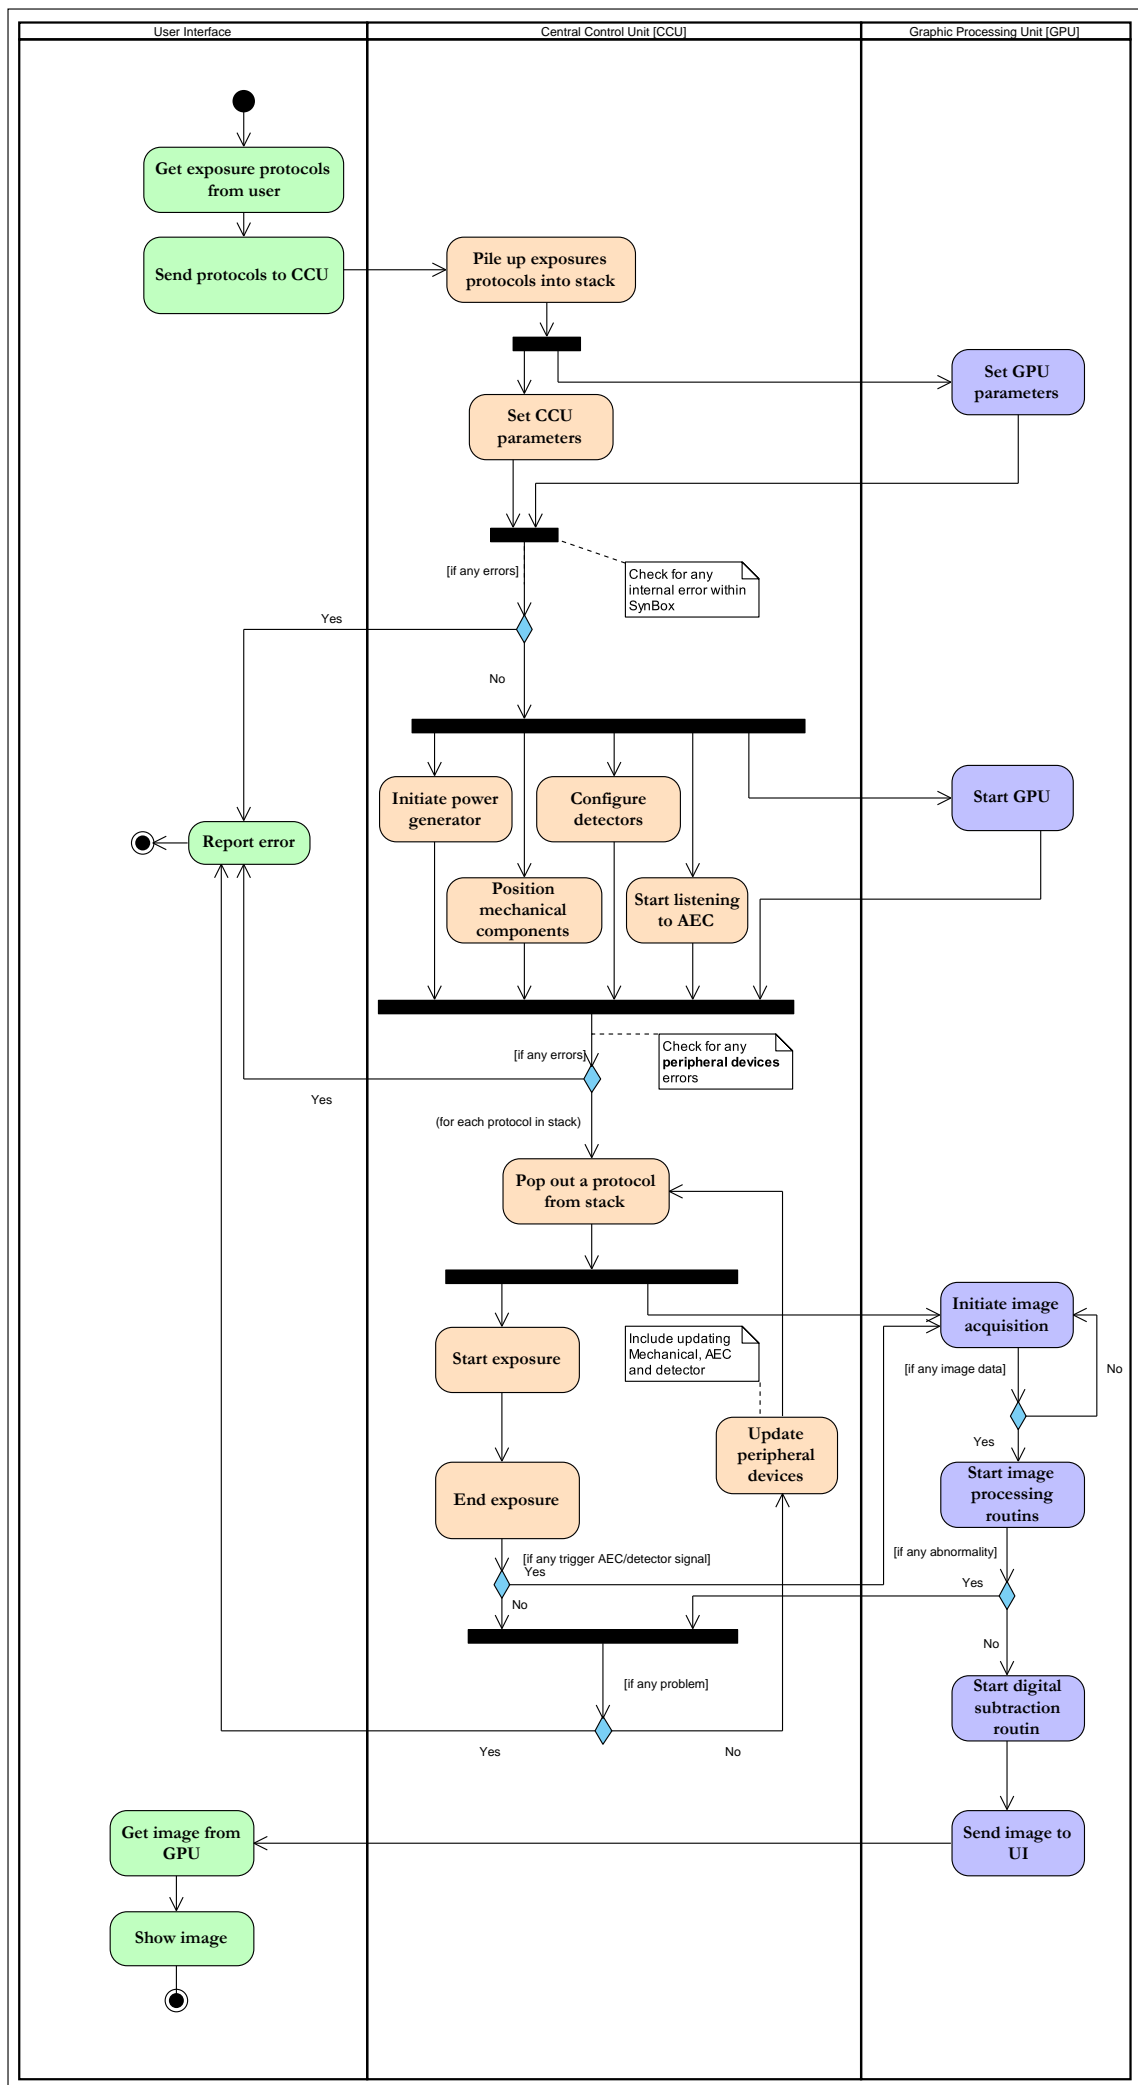 User Interface
Central Control Unit [CCU]
Graphic Processing Unit [GPU]
Get exposure protocols
from user
Send protocols to CCU
Pile up exposures
protocols into stack
Set GPU
parameters
Set CCU
parameters
[if any errors]
Check for any
internal error within
SynBox
Yes
No
Initiate power
generator
Configure
detectors
Start GPU
Report error
Position
mechanical
components
Start listening
to AEC
[if any errors]
Check for any
peripheral devices
errors
Yes
(for each protocol in stack)
Pop out a protocol
from stack
Initiate image
acquisition
Include updating
Mechanical, AEC
and detector
Start exposure
[if any image data]
No
Update
peripheral
devices
Yes
Start image
processing
routins
End exposure
[if any trigger AEC/detector signal]
Yes
[if any abnormality]
Yes
No
No
[if any problem]
Start digital
subtraction
routin
Yes
No
Get image from
GPU
Send image to
UI
Show image